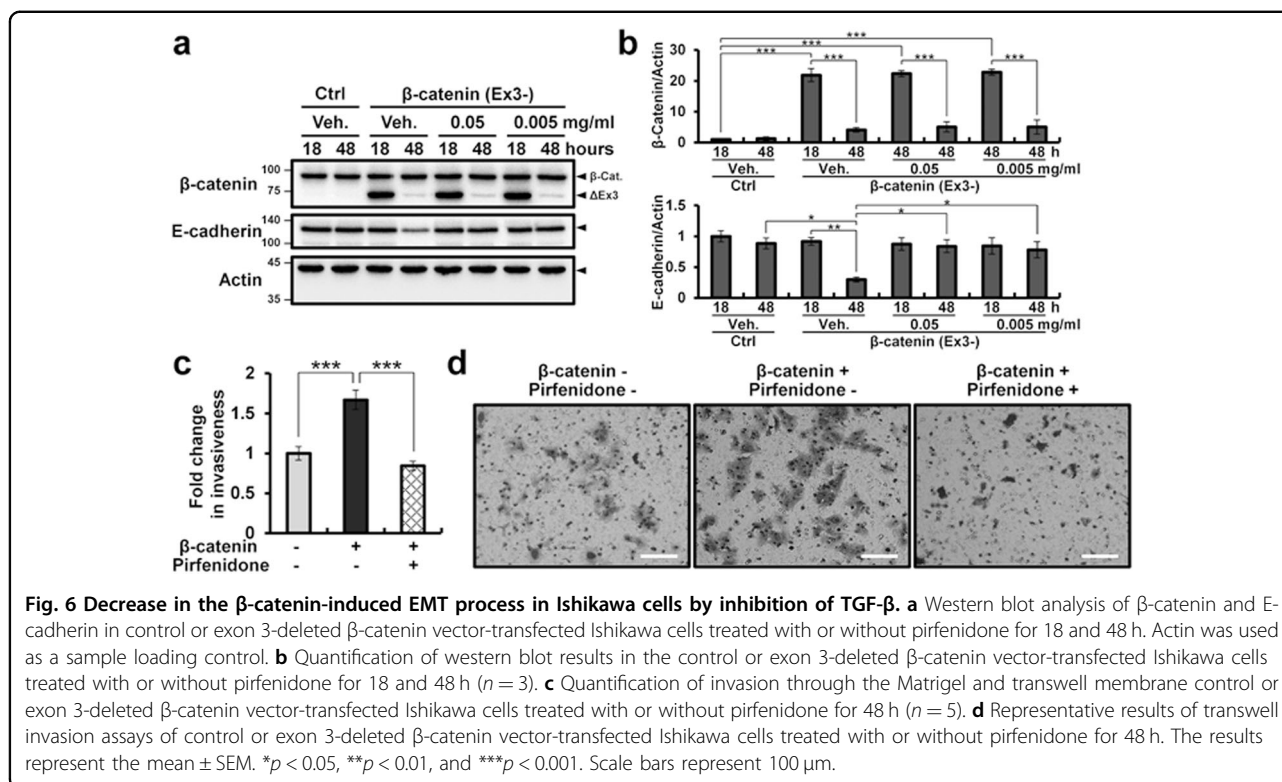 a
Ctrl β-catenin (Ex3-)
Veh. Veh. 0.05 0.005 mg/ml
18 48 18 48 18 48 18 48 hours
β-catenin 100 75 β-Cat. ΔEx3
E-cadherin 140 100
Actin 45 35
b
β-Catenin/Actin
30
20
10
0
*** *** *** *** *** ***
18 48 18 48 18 48 18 48 h
Veh. Veh. 0.05 0.005 mg/ml
Ctrl β-catenin (Ex3-)
E-cadherin/Actin
1.5
1
0.5
0
* ** * *
18 48 18 48 18 48 18 48 h
Veh. Veh. 0.05 0.005 mg/ml
Ctrl β-catenin (Ex3-)
c
Fold change
in invasiveness
2
1.5
1
0.5
0
*** ***
β-catenin - + +
Pirfenidone - - +
d
β-catenin -
Pirfenidone -
β-catenin +
Pirfenidone -
β-catenin +
Pirfenidone +
Fig. 6 Decrease in the β-catenin-induced EMT process in Ishikawa cells by inhibition of TGF-β. a Western blot analysis of β-catenin and E-
cadherin in control or exon 3-deleted β-catenin vector-transfected Ishikawa cells treated with or without pirfenidone for 18 and 48 h. Actin was used
as a sample loading control. b Quantification of western blot results in the control or exon 3-deleted β-catenin vector-transfected Ishikawa cells
treated with or without pirfenidone for 18 and 48 h (n = 3). c Quantification of invasion through the Matrigel and transwell membrane control or
exon 3-deleted β-catenin vector-transfected Ishikawa cells treated with or without pirfenidone for 48 h (n = 5). d Representative results of transwell
invasion assays of control or exon 3-deleted β-catenin vector-transfected Ishikawa cells treated with or without pirfenidone for 48 h. The results
represent the mean ± SEM. *p < 0.05, **p < 0.01, and ***p < 0.001. Scale bars represent 100 μm.